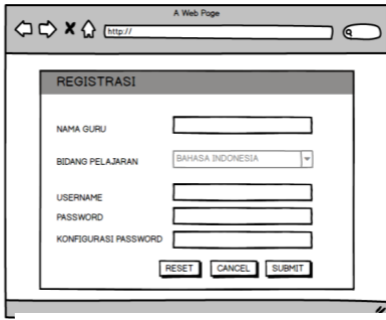 A Web Page
http://
REGISTRASI
NAMA GURU
BIDANG PELAJARAN
BAHASA INDONESIA
USERNAME
PASSWORD
KONFIGURASI PASSWORD
RESET CANCEL SUBMIT